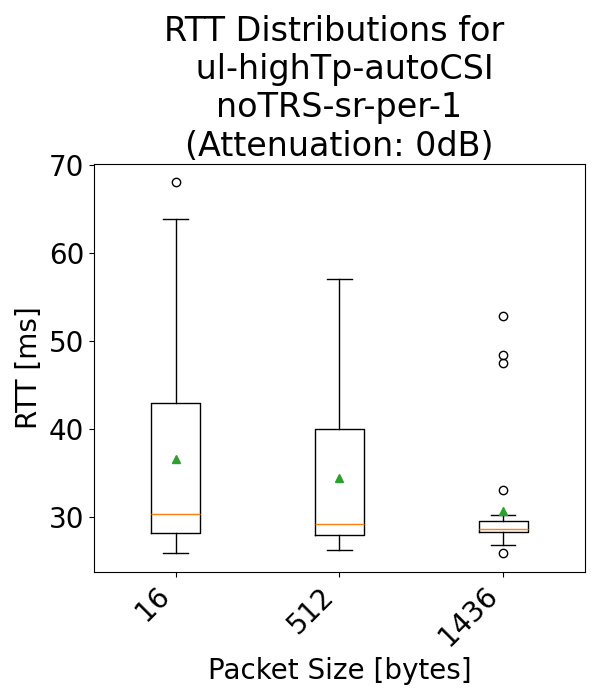 RTT Distributions for
ul-highTp-autoCSI
noTRS-sr-per-1
(Attenuation: 0dB)
70
60
50
40
30
RTT [ms]
16
512
1436
Packet Size [bytes]